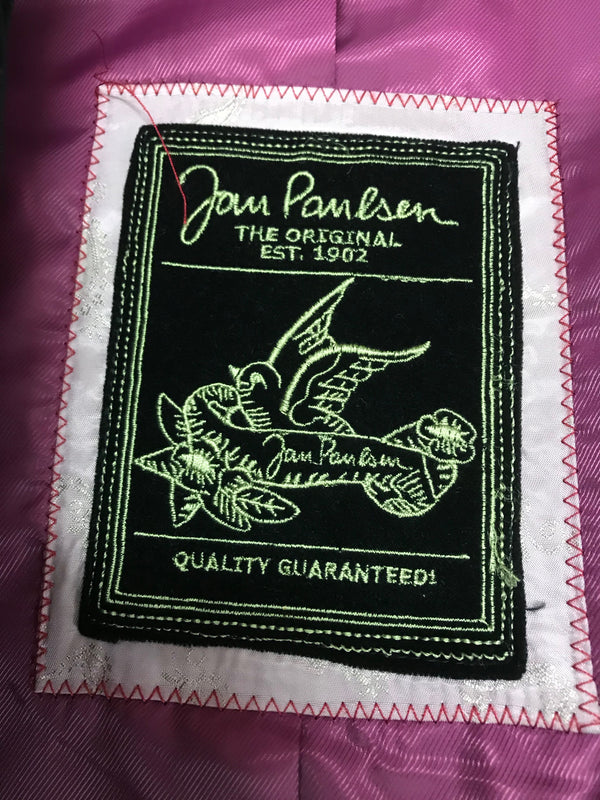 Jan Paulsen
THE ORIGINAL
EST. 1902
Jan Paulsen
QUALITY GUARANTEED!